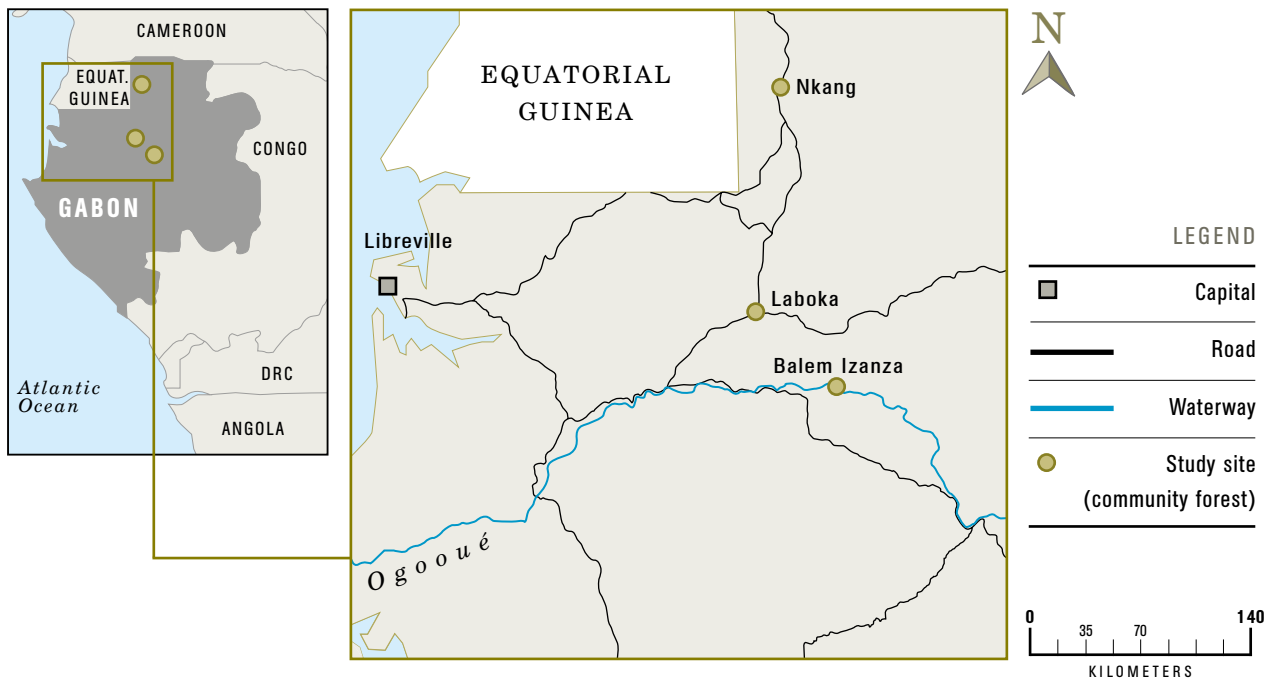 CAMEROON
EQUAT.
GUINEA
CONGO
GABON
DRC
Atlantic
Ocean
ANGOLA
EQUATORIAL
GUINEA
Nkang
Libreville
Laboka
Balem Izanza
Ogooué
N
LEGEND
Capital
Road
Waterway
Study site
(community forest)
0 140
35 70
KILOMETERS